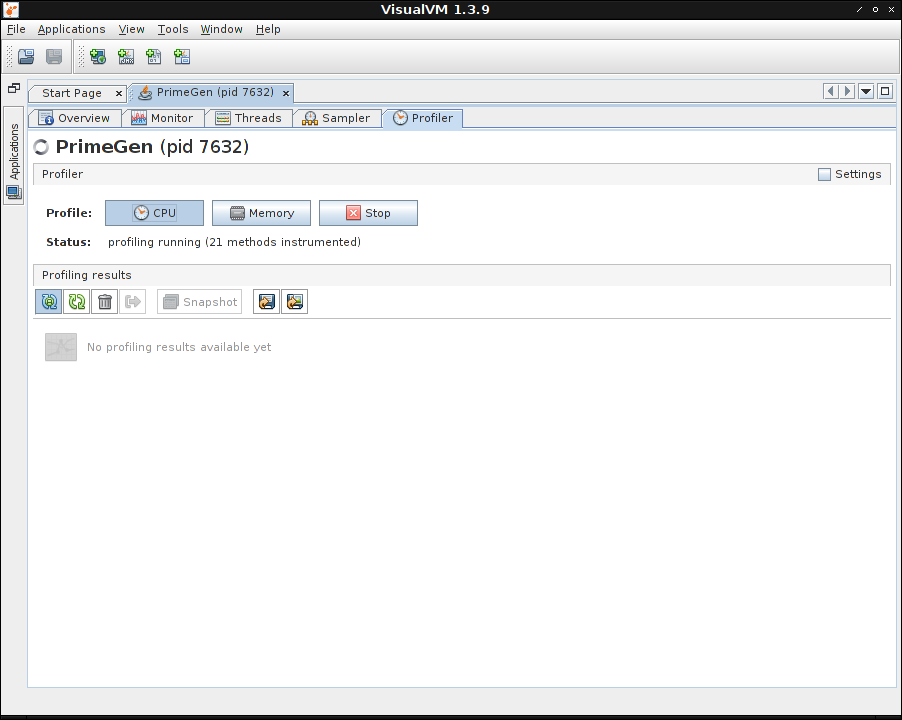 VisualVM 1.3.9
File Applications View Tools Window Help
Start Page PrimeGen (pid 7632)
Overview Monitor Threads Sampler Profiler
Applications
PrimeGen (pid 7632)
Profiler Settings
Profile: CPU Memory Stop
Status: profiling running (21 methods instrumented)
Profiling results
Snapshot
No profiling results available yet